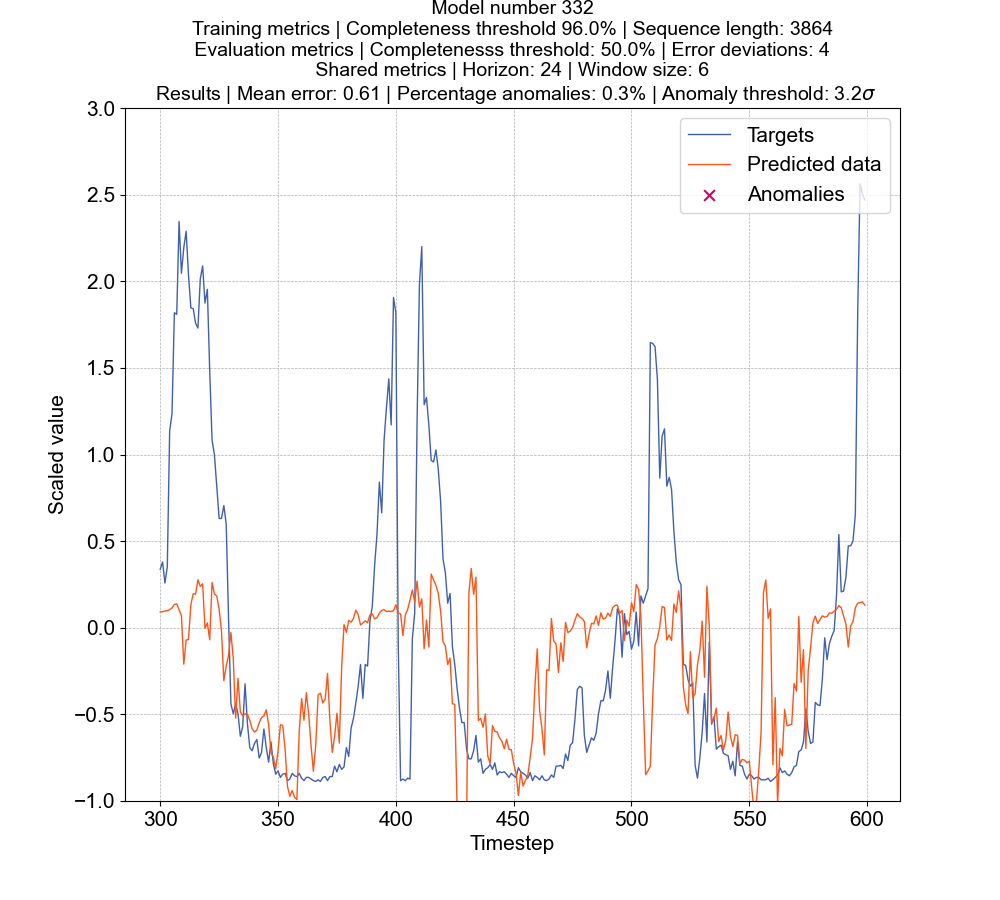 Model number 332
Training metrics | Completeness threshold 96.0% | Sequence length: 3864
Evaluation metrics | Completenesss threshold: 50.0% | Error deviations: 4
Shared metrics | Horizon: 24 | Window size: 6
Results | Mean error: 0.61 | Percentage anomalies: 0.3% | Anomaly threshold: 3.2σ
3.0
2.5
2.0
1.5
1.0
0.5
0.0
−0.5
−1.0
Scaled value
Targets
Predicted data
Anomalies
300 350 400 450 500 550 600
Timestep